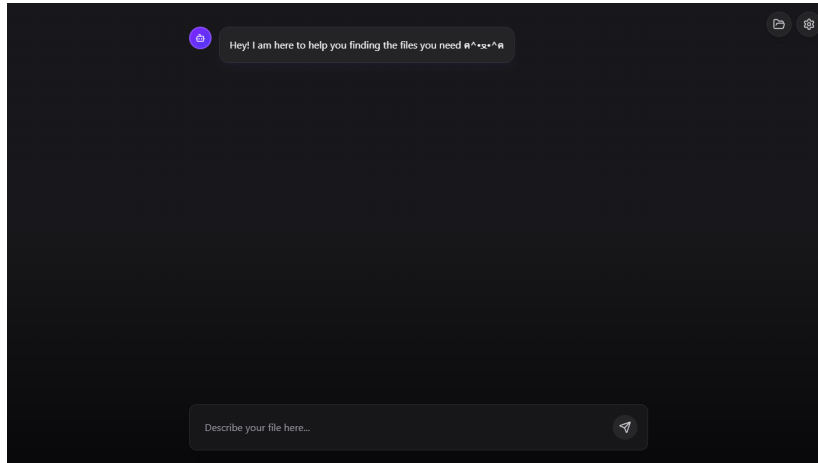 Hey! I am here to help you finding the files you need ฅ^•ﻌ•^ฅ
Describe your file here...